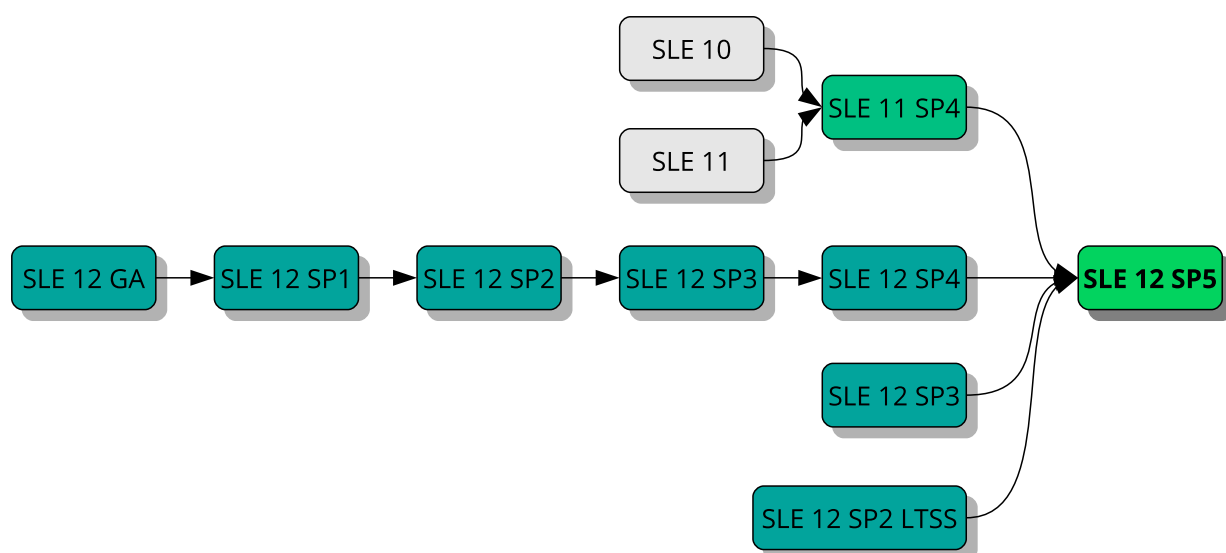 SLE 10
SLE 11 SP4
SLE 11
SLE 12 GA
SLE 12 SP1
SLE 12 SP2
SLE 12 SP3
SLE 12 SP4
SLE 12 SP5
SLE 12 SP3
SLE 12 SP2 LTSS